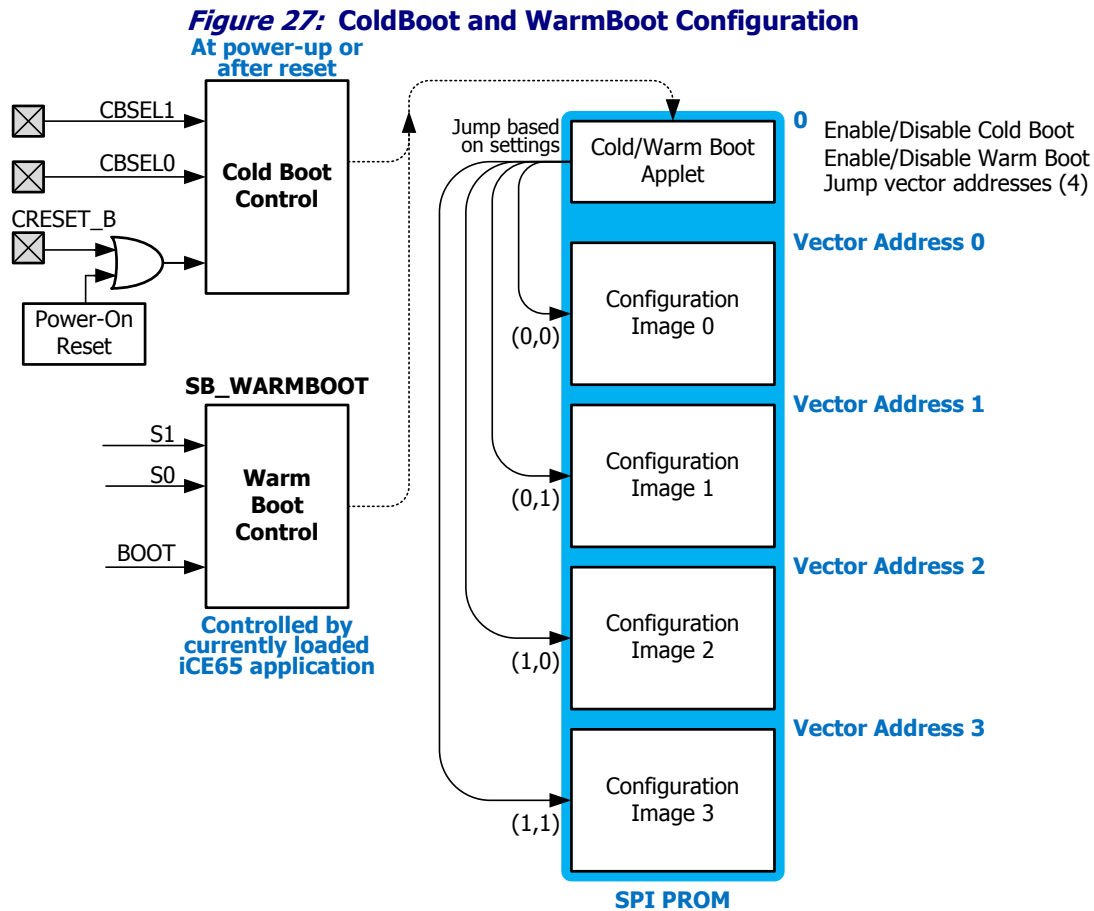 Figure 27: ColdBoot and WarmBoot Configuration
At power-up or
after reset
CBSEL1
CBSEL0
CRESET_B
Cold Boot
Control
Power-On
Reset
SB_WARMBOOT
S1
S0
BOOT
Warm
Boot
Control
Controlled by
currently loaded
iCE65 application
Jump based
on settings
Cold/Warm Boot
Applet
0
Enable/Disable Cold Boot
Enable/Disable Warm Boot
Jump vector addresses (4)
Vector Address 0
Configuration
Image 0
(0,0)
Vector Address 1
Configuration
Image 1
(0,1)
Vector Address 2
Configuration
Image 2
(1,0)
Vector Address 3
Configuration
Image 3
(1,1)
SPI PROM